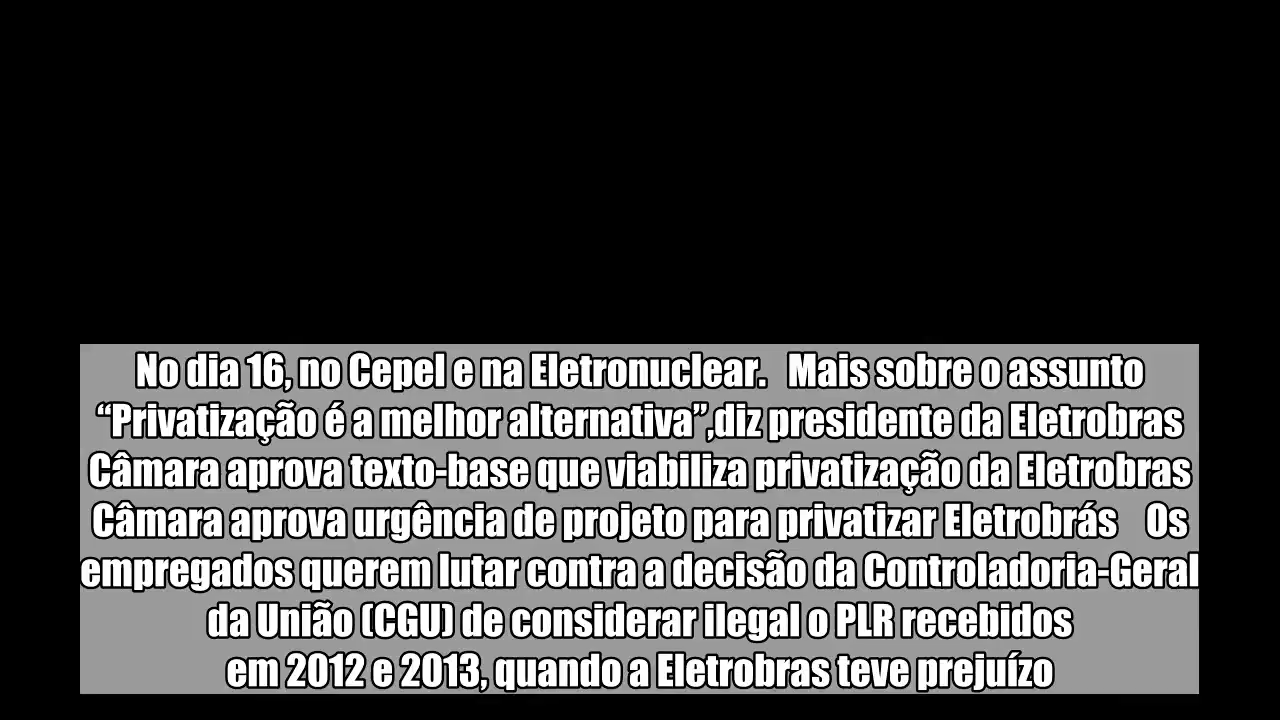 No dia 16, no Cepel e na Eletronuclear.   Mais sobre o assunto
“Privatização é a melhor alternativa”,diz presidente da Eletrobras
Câmara aprova texto-base que viabiliza privatização da Eletrobras
Câmara aprova urgência de projeto para privatizar Eletrobrás    Os
empregados querem lutar contra a decisão da Controladoria-Geral
da União (CGU) de considerar ilegal o PLR recebidos
em 2012 e 2013, quando a Eletrobras teve prejuízo